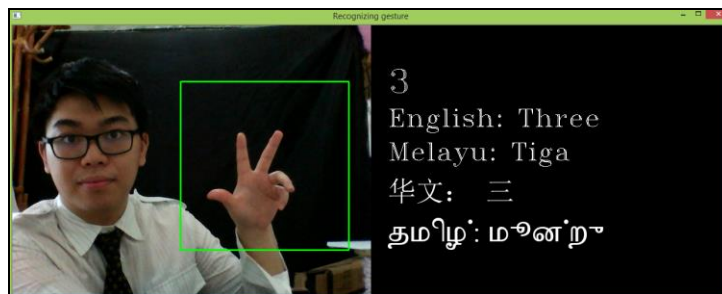 Recognizing gesture
3
English: Three
Melayu: Tiga
华文： 三
தமிழ்: மூன்று